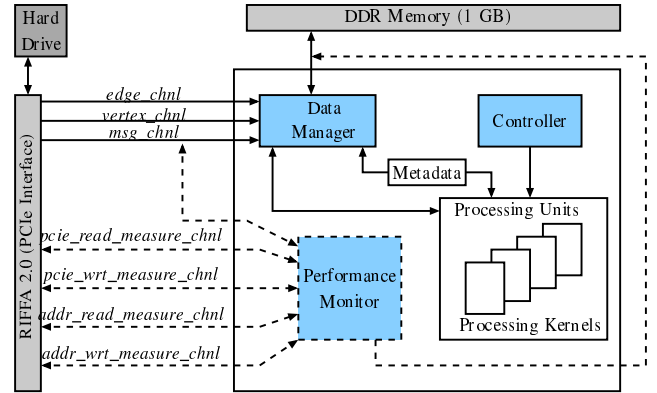 Hard
Drive
DDR Memory (1 GB)
RIFFA 2.0 (PCIe Interface)
edge_chnl
vertex_chnl
msg_chnl
Data
Manager
Controller
Metadata
Processing Units
Processing Kernels
pcie_read_measure_chnl
pcie_wrt_measure_chnl
addr_read_measure_chnl
addr_wrt_measure_chnl
Performance
Monitor